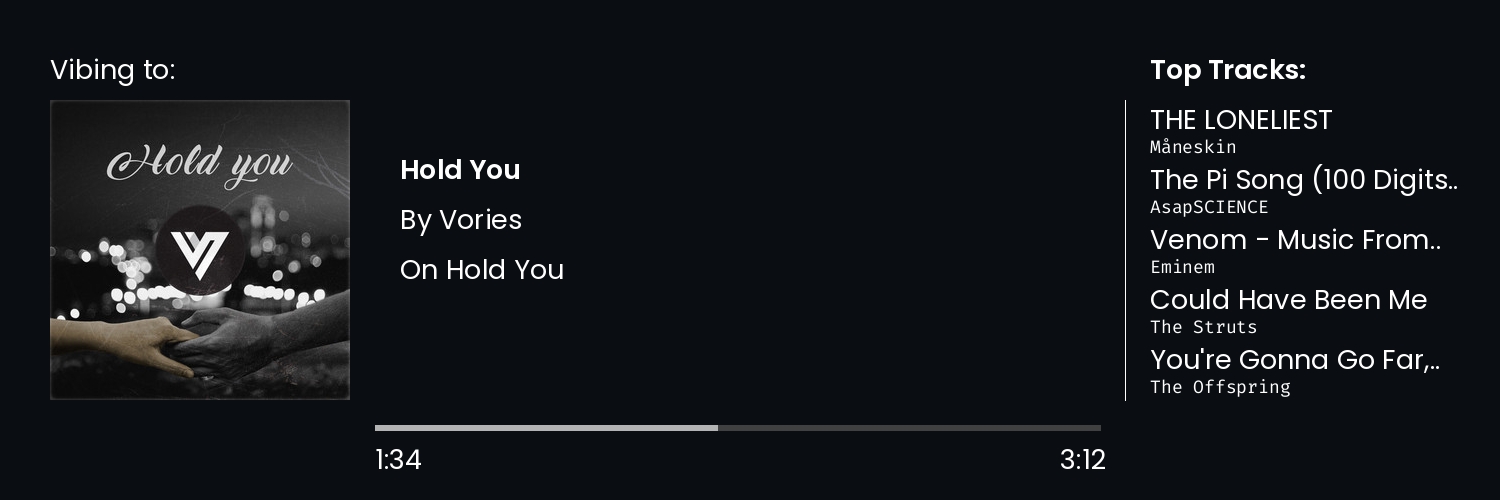 Vibing to:
Hold you
Hold You
By Vories
On Hold You
1:34
3:12
Top Tracks:
THE LONELIEST
Måneskin
The Pi Song (100 Digits..
AsapSCIENCE
Venom - Music From..
Eminem
Could Have Been Me
The Struts
You're Gonna Go Far,..
The Offspring